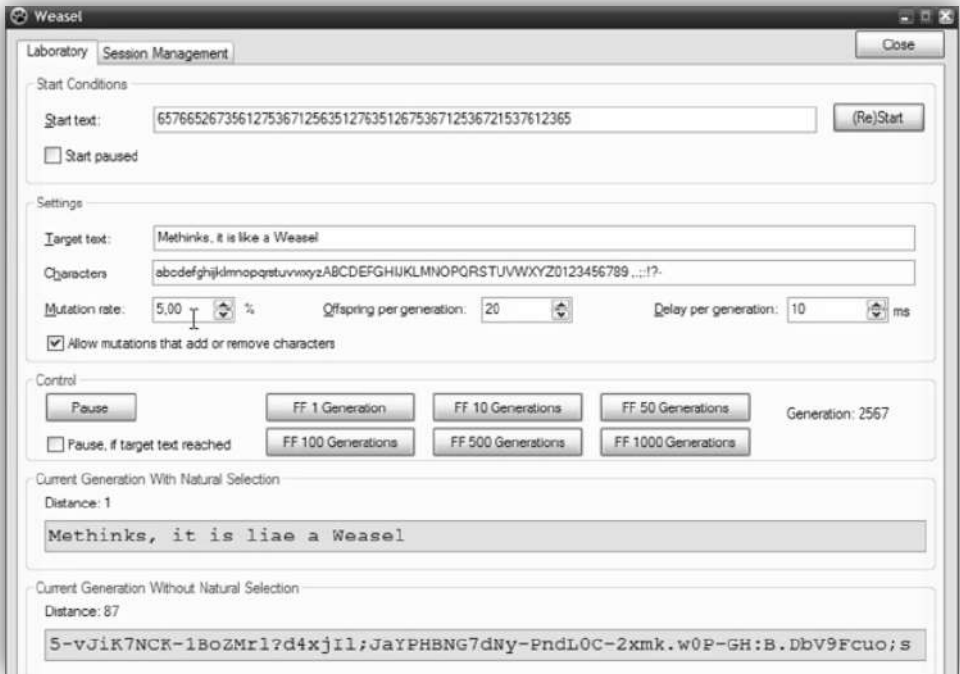 Weasel
Close
Laboratory Session Management
Start Conditions
Start text: 65766526735612753671256351276351267536712536721537612365 (Re)Start
Start paused
Settings
Target text: Methinks, it is like a Weasel
Characters abcdefghijklmnopqrstuvwxyzABCDEFGHIJKLMNOPQRSTUVWXYZ0123456789 .,;:!?-
Mutation rate: 5,00 % Offspring per generation: 20 Delay per generation: 10 ms
Allow mutations that add or remove characters
Control
Pause FF 1 Generation FF 10 Generations FF 50 Generations Generation: 2567
Pause, if target text reached FF 100 Generations FF 500 Generations FF 1000 Generations
Current Generation With Natural Selection
Distance: 1
Methinks, it is liae a Weasel
Current Generation Without Natural Selection
Distance: 87
5-vJiK7NCK-1BoZMrl?d4xjIl;JaYPHBNG7dNy-PndL0C-2xmk.w0P-GH:B.DbV9Fcuo;s